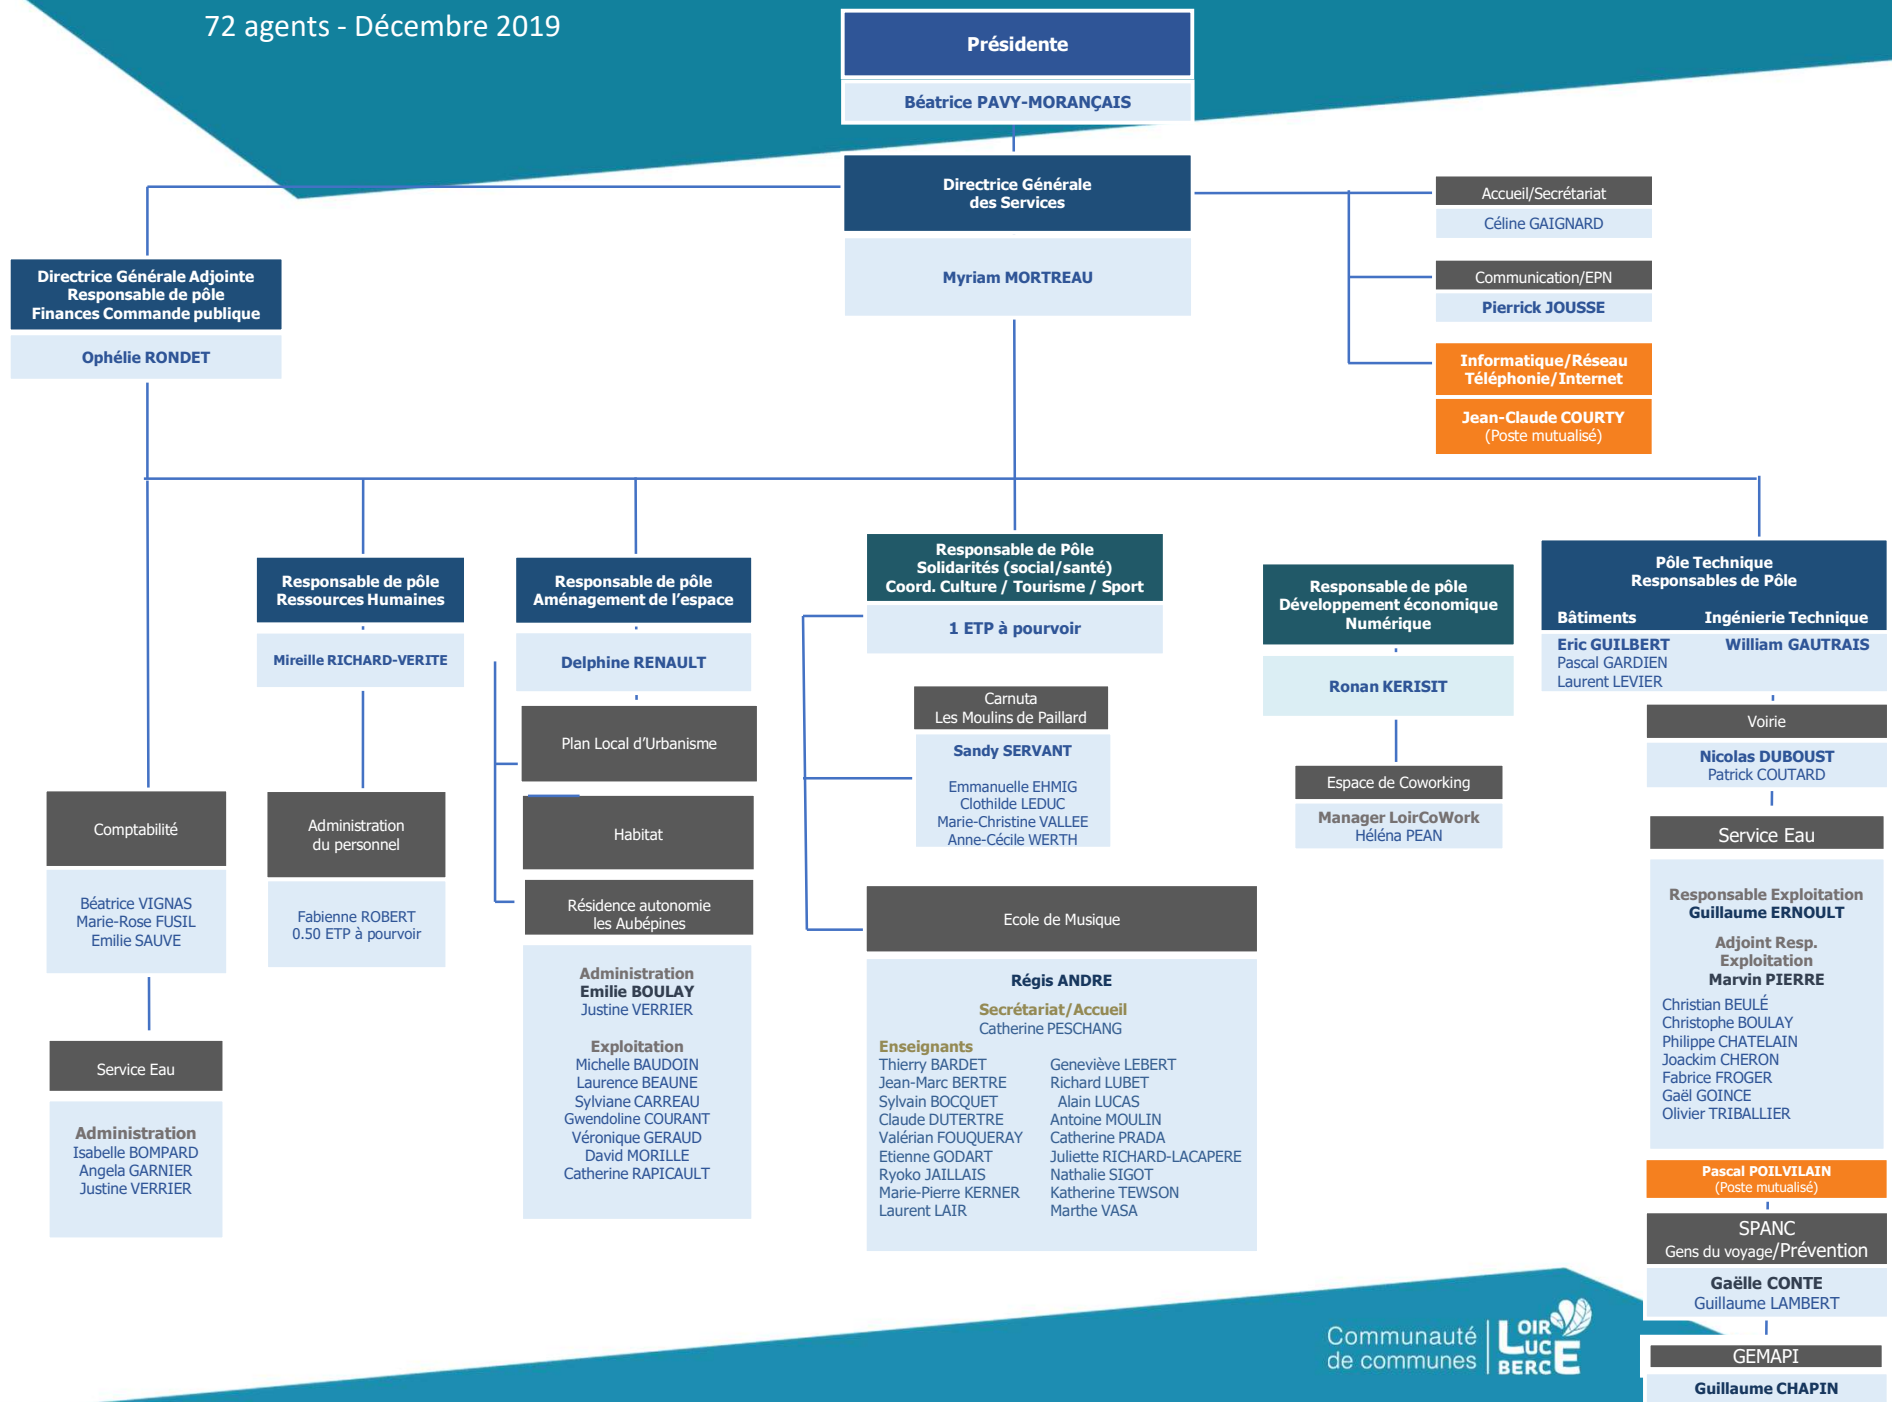 72 agents - Décembre 2019
Présidente
Béatrice PAVY-MORANÇAIS
Directrice Générale
des Services
Myriam MORTREAU
Accueil/Secrétariat
Céline GAIGNARD
Communication/EPN
Pierrick JOUSSE
Informatique/Réseau
Téléphonie/Internet
Jean-Claude COURTY
(Poste mutualisé)
Directrice Générale Adjointe
Responsable de pôle
Finances Commande publique
Ophélie RONDET
Comptabilité
Béatrice VIGNAS
Marie-Rose FUSIL
Emilie SAUVE
Service Eau
Administration
Isabelle BOMPARD
Angela GARNIER
Justine VERRIER
Responsable de pôle
Ressources Humaines
Mireille RICHARD-VERITE
Administration
du personnel
Fabienne ROBERT
0.50 ETP à pourvoir
Responsable de pôle
Aménagement de l'espace
Delphine RENAULT
Plan Local d'Urbanisme
Habitat
Résidence autonomie
les Aubépines
Administration
Emilie BOULAY
Justine VERRIER
Exploitation
Michelle BAUDOIN
Laurence BEAUNE
Sylviane CARREAU
Gwendoline COURANT
Véronique GERAUD
David MORILLE
Catherine RAPICAULT
Responsable de Pôle
Solidarités (social/santé)
Coord. Culture / Tourisme / Sport
1 ETP à pourvoir
Carnuta
Les Moulins de Paillard
Sandy SERVANT
Emmanuelle EHMIG
Clothilde LEDUC
Marie-Christine VALLEE
Anne-Cécile WERTH
Ecole de Musique
Régis ANDRE
Secrétariat/Accueil
Catherine PESCHANG
Enseignants
Thierry BARDET
Jean-Marc BERTRE
Sylvain BOCQUET
Claude DUTERTRE
Valérian FOUQUERAY
Etienne GODART
Ryoko JAILLAIS
Marie-Pierre KERNER
Laurent LAIR
Geneviève LEBERT
Richard LUBET
Alain LUCAS
Antoine MOULIN
Catherine PRADA
Juliette RICHARD-LACAPERE
Nathalie SIGOT
Katherine TEWSON
Marthe VASA
Responsable de pôle
Développement économique
Numérique
Ronan KERISIT
Espace de Coworking
Manager LoirCoWork
Héléna PEAN
Pôle Technique
Responsables de Pôle
Bâtiments
Eric GUILBERT
Pascal GARDIEN
Laurent LEVIER
Ingénierie Technique
William GAUTRAIS
Voirie
Nicolas DUBOUST
Patrick COUTARD
Service Eau
Responsable Exploitation
Guillaume ERNOULT
Adjoint Resp.
Exploitation
Marvin PIERRE
Christian BEULÉ
Christophe BOULAY
Philippe CHATELAIN
Joackim CHERON
Fabrice FROGER
Gaël GOINCE
Olivier TRIBALLIER
Pascal POILVILAIN
(Poste mutualisé)
SPANC
Gens du voyage/Prévention
Gaëlle CONTE
Guillaume LAMBERT
GEMAPI
Guillaume CHAPIN
Communauté
de communes
LOIR
LUCE
BERCE